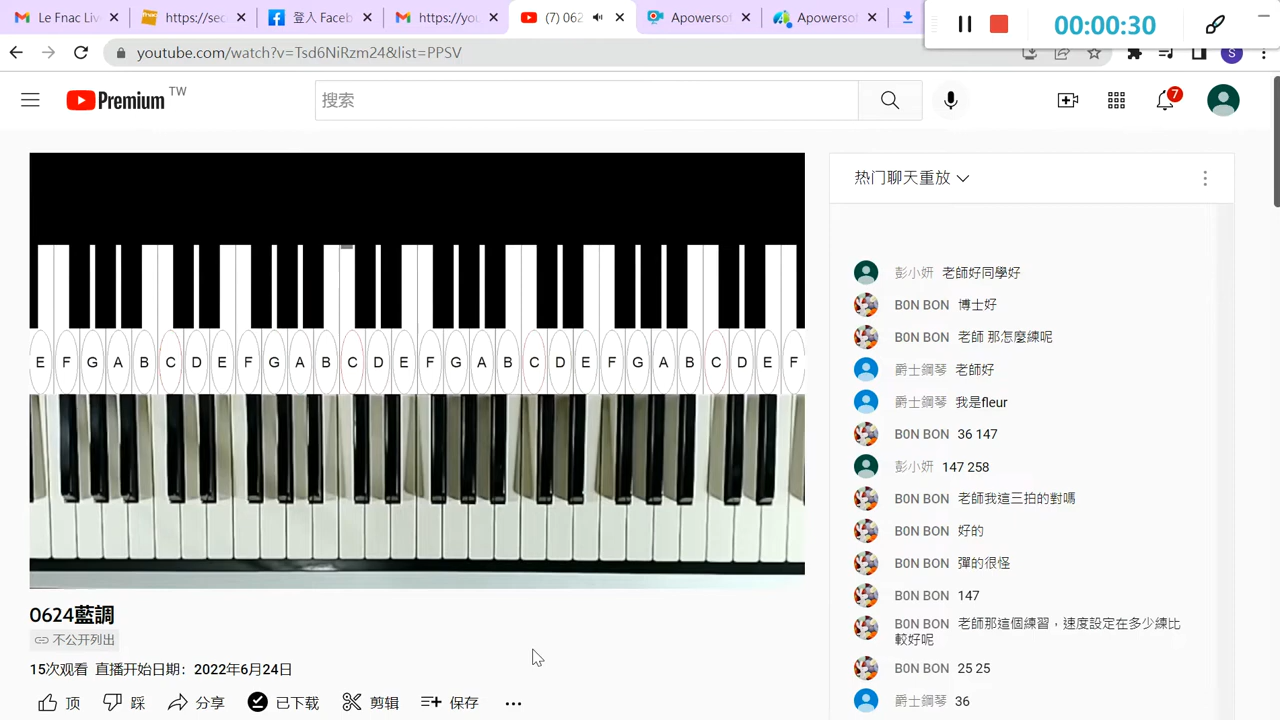 Le Fnac Liv
https://sec
登入 Faceb
https://you
(7) 062
Apowersof
Apowersof
00:00:30
youtube.com/watch?v=Tsd6NiRzm24&list=PPSV
S
Premium TW
搜索
7
热门聊天重放
E F G A B C D E F G A B C D E F G A B C D E F G A B C D E F
彭小妍 老師好同學好
B0N BON 博士好
B0N BON 老師 那怎麼練呢
爵士鋼琴 老師好
爵士鋼琴 我是fleur
B0N BON 36 147
彭小妍 147 258
B0N BON 老師我這三拍的對嗎
B0N BON 好的
B0N BON 彈的很怪
B0N BON 147
B0N BON 老師那這個練習，速度設定在多少練比
較好呢
B0N BON 25 25
爵士鋼琴 36
0624藍調
不公开列出
15次观看 直播开始日期：2022年6月24日
顶 踩 分享 已下载 剪辑 保存